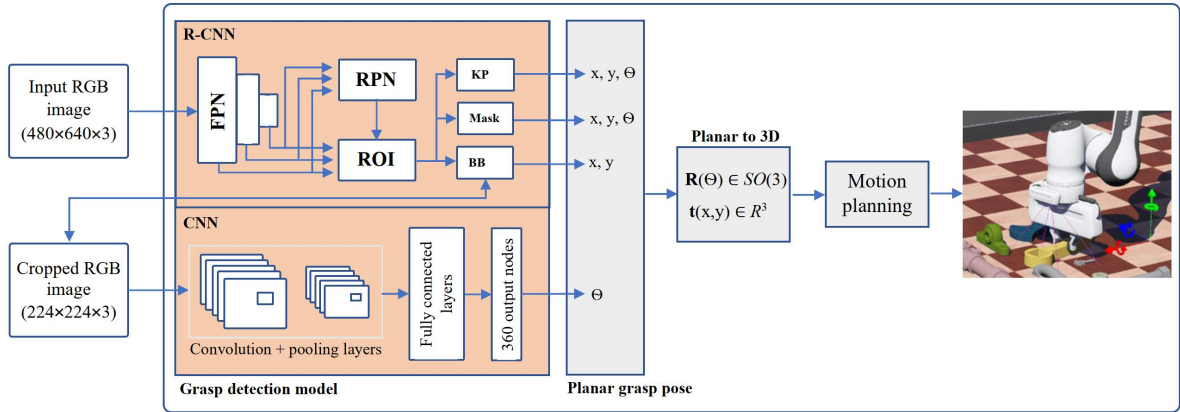 R-CNN
Input RGB
image
(480×640×3)
FPN
RPN
ROI
KP
Mask
BB
x, y, Θ
x, y, Θ
x, y
CNN
Cropped RGB
image
(224×224×3)
Convolution + pooling layers
Fully connected
layers
360 output nodes
Θ
Grasp detection model
Planar grasp pose
Planar to 3D
R(Θ) ∈ SO(3)
t(x,y) ∈ R³
Motion
planning